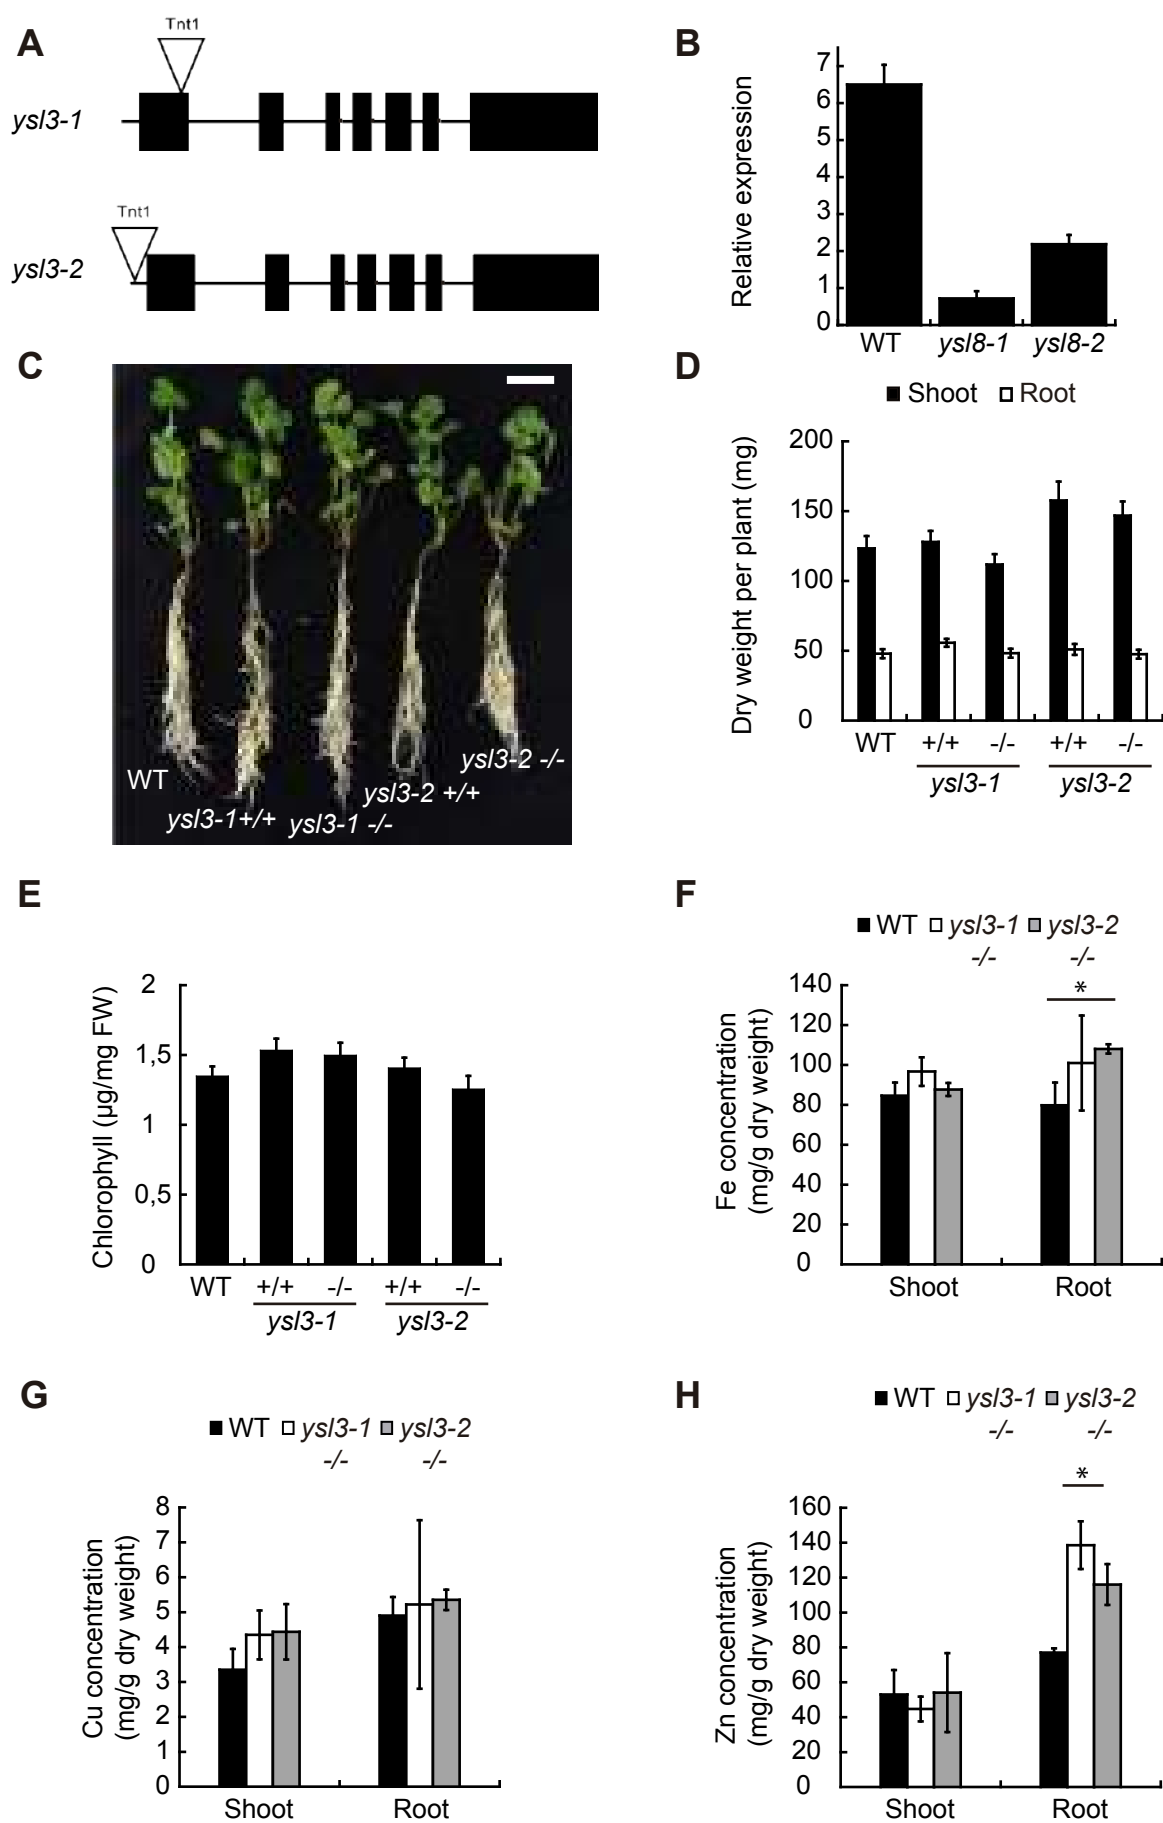 A
Tnt1
ysl3-1
Tnt1
ysl3-2
B
Relative expression
7
6
5
4
3
2
1
0
WT ysl8-1 ysl8-2
C
WT
ysl3-1+/+
ysl3-1 -/-
ysl3-2 +/+
ysl3-2 -/-
D
Shoot Root
Dry weight per plant (mg)
200
150
100
50
0
WT +/+ -/- +/+ -/-
ysl3-1 ysl3-2
E
Chlorophyll (µg/mg FW)
2
1,5
1
0,5
0
WT +/+ -/- +/+ -/-
ysl3-1 ysl3-2
F
WT ysl3-1 ysl3-2
-/- -/-
Fe concentration
(mg/g dry weight)
140
120
100
80
60
40
20
0
*
Shoot Root
G
WT ysl3-1 ysl3-2
-/- -/-
Cu concentration
(mg/g dry weight)
8
7
6
5
4
3
2
1
0
Shoot Root
H
WT ysl3-1 ysl3-2
-/- -/-
Zn concentration
(mg/g dry weight)
160
140
120
100
80
60
40
20
0
*
Shoot Root